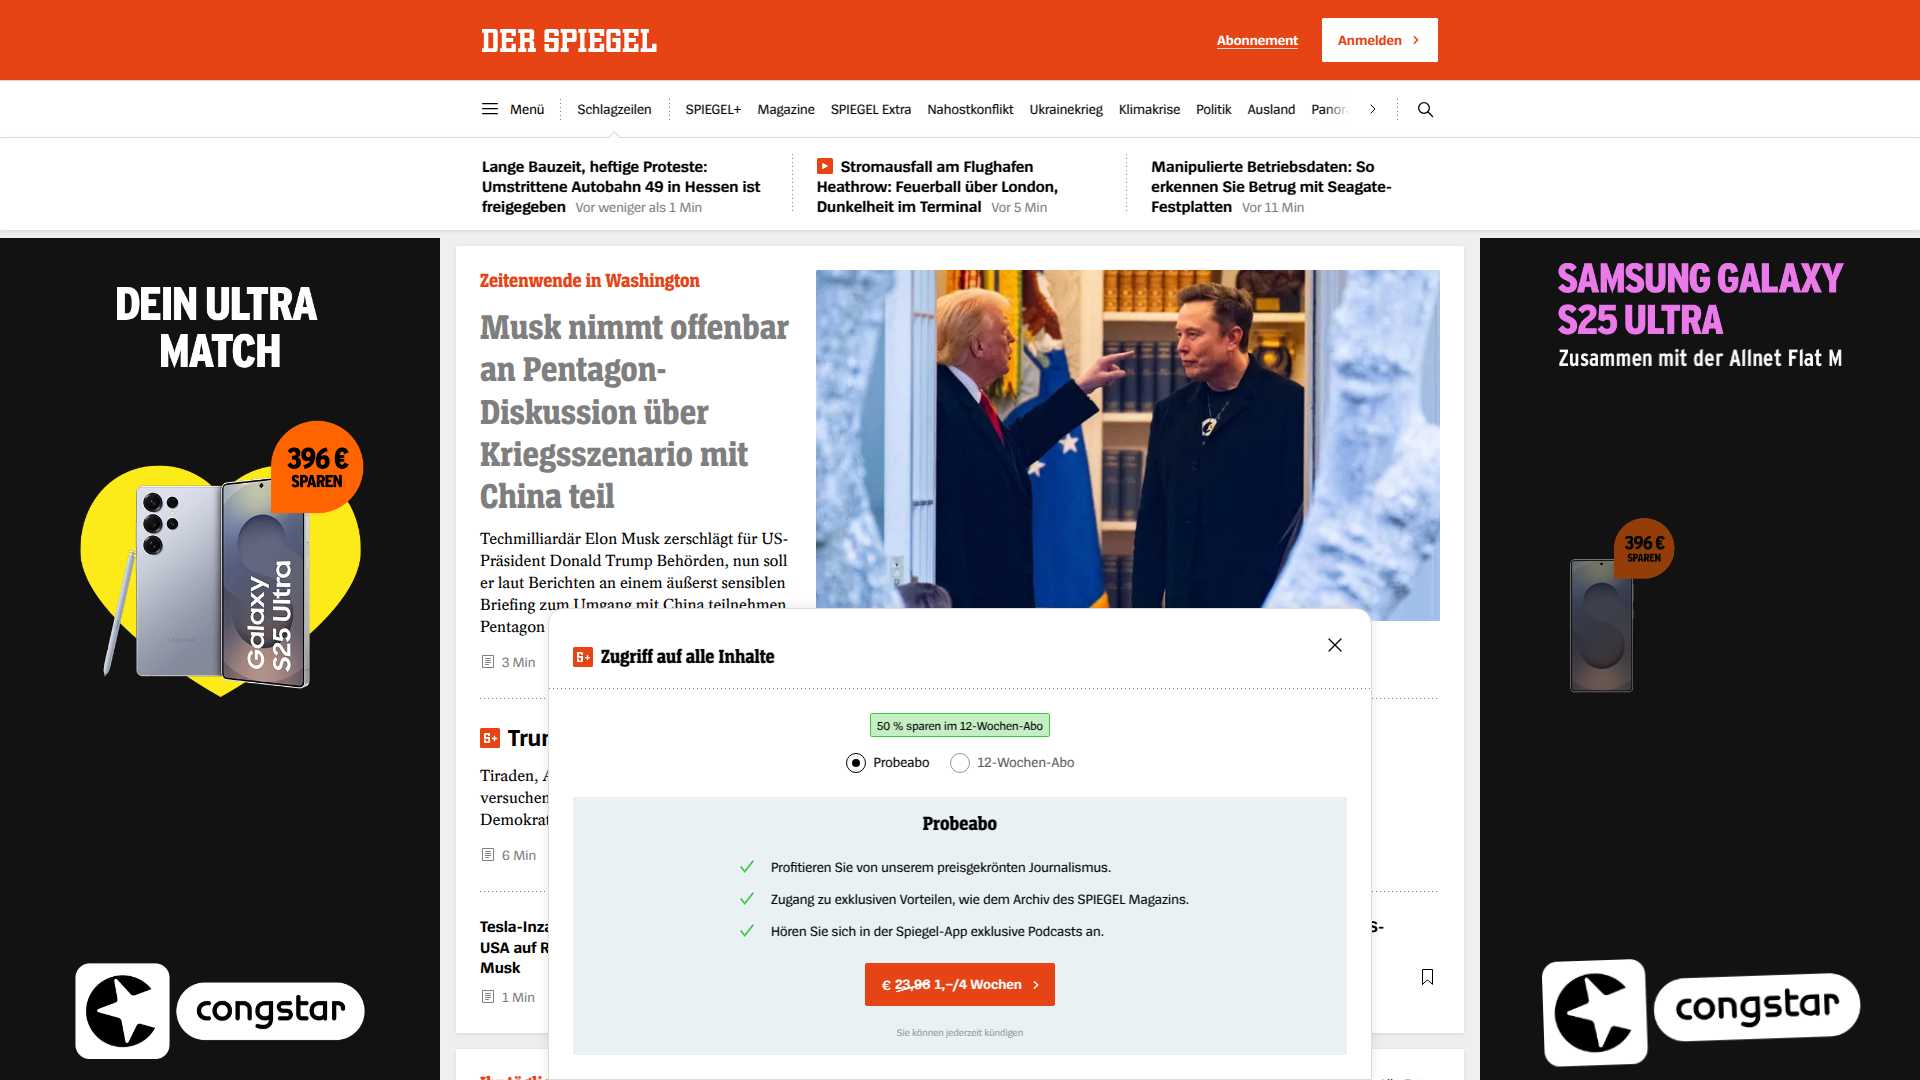 DER SPIEGEL
Abonnement
Anmelden
Menü
Schlagzeilen
SPIEGEL+
Magazine
SPIEGEL Extra
Nahostkonflikt
Ukrainekrieg
Klimakrise
Politik
Ausland
Lange Bauzeit, heftige Proteste:
Umstrittene Autobahn 49 in Hessen ist
freigegeben Vor weniger als 1 Min
Stromausfall am Flughafen
Heathrow: Feuerball über London,
Dunkelheit im Terminal Vor 5 Min
Manipulierte Betriebsdaten: So
erkennen Sie Betrug mit Seagate-
Festplatten Vor 11 Min
DEIN ULTRA
MATCH
396 €
SPAREN
Galaxy
S25 Ultra
congstar
Zeitenwende in Washington
Musk nimmt offenbar
an Pentagon-
Diskussion über
Kriegsszenario mit
China teil
Techmilliardär Elon Musk zerschlägt für US-
Präsident Donald Trump Behörden, nun soll
er laut Berichten an einem äußerst sensiblen
Briefing zum Umgang mit China teilnehmen
Pentagon
3 Min
Tiraden,
versuchen
6 Min
USA auf
Musk
1 Min
Zugriff auf alle Inhalte
50 % sparen im 12-Wochen-Abo
Probeabo
12-Wochen-Abo
Probeabo
Profitieren Sie von unserem preisgekrönten Journalismus.
Zugang zu exklusiven Vorteilen, wie dem Archiv des SPIEGEL Magazins.
Hören Sie sich in der Spiegel-App exklusive Podcasts an.
€ 23,96 1,–/4 Wochen
Sie können jederzeit kündigen
SAMSUNG GALAXY
S25 ULTRA
Zusammen mit der Allnet Flat M
396 €
SPAREN
congstar